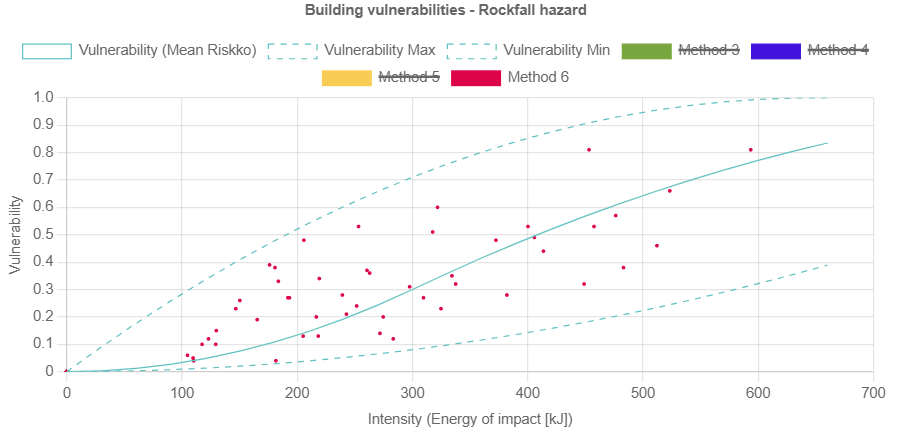 Building vulnerabilities - Rockfall hazard
Vulnerability (Mean Riskko) Vulnerability Max Vulnerability Min Method 3 Method 4
Method 5 Method 6
1.0
0.9
0.8
0.7
0.6
0.5
0.4
0.3
0.2
0.1
0
Vulnerability
0 100 200 300 400 500 600 700
Intensity (Energy of impact [kJ])